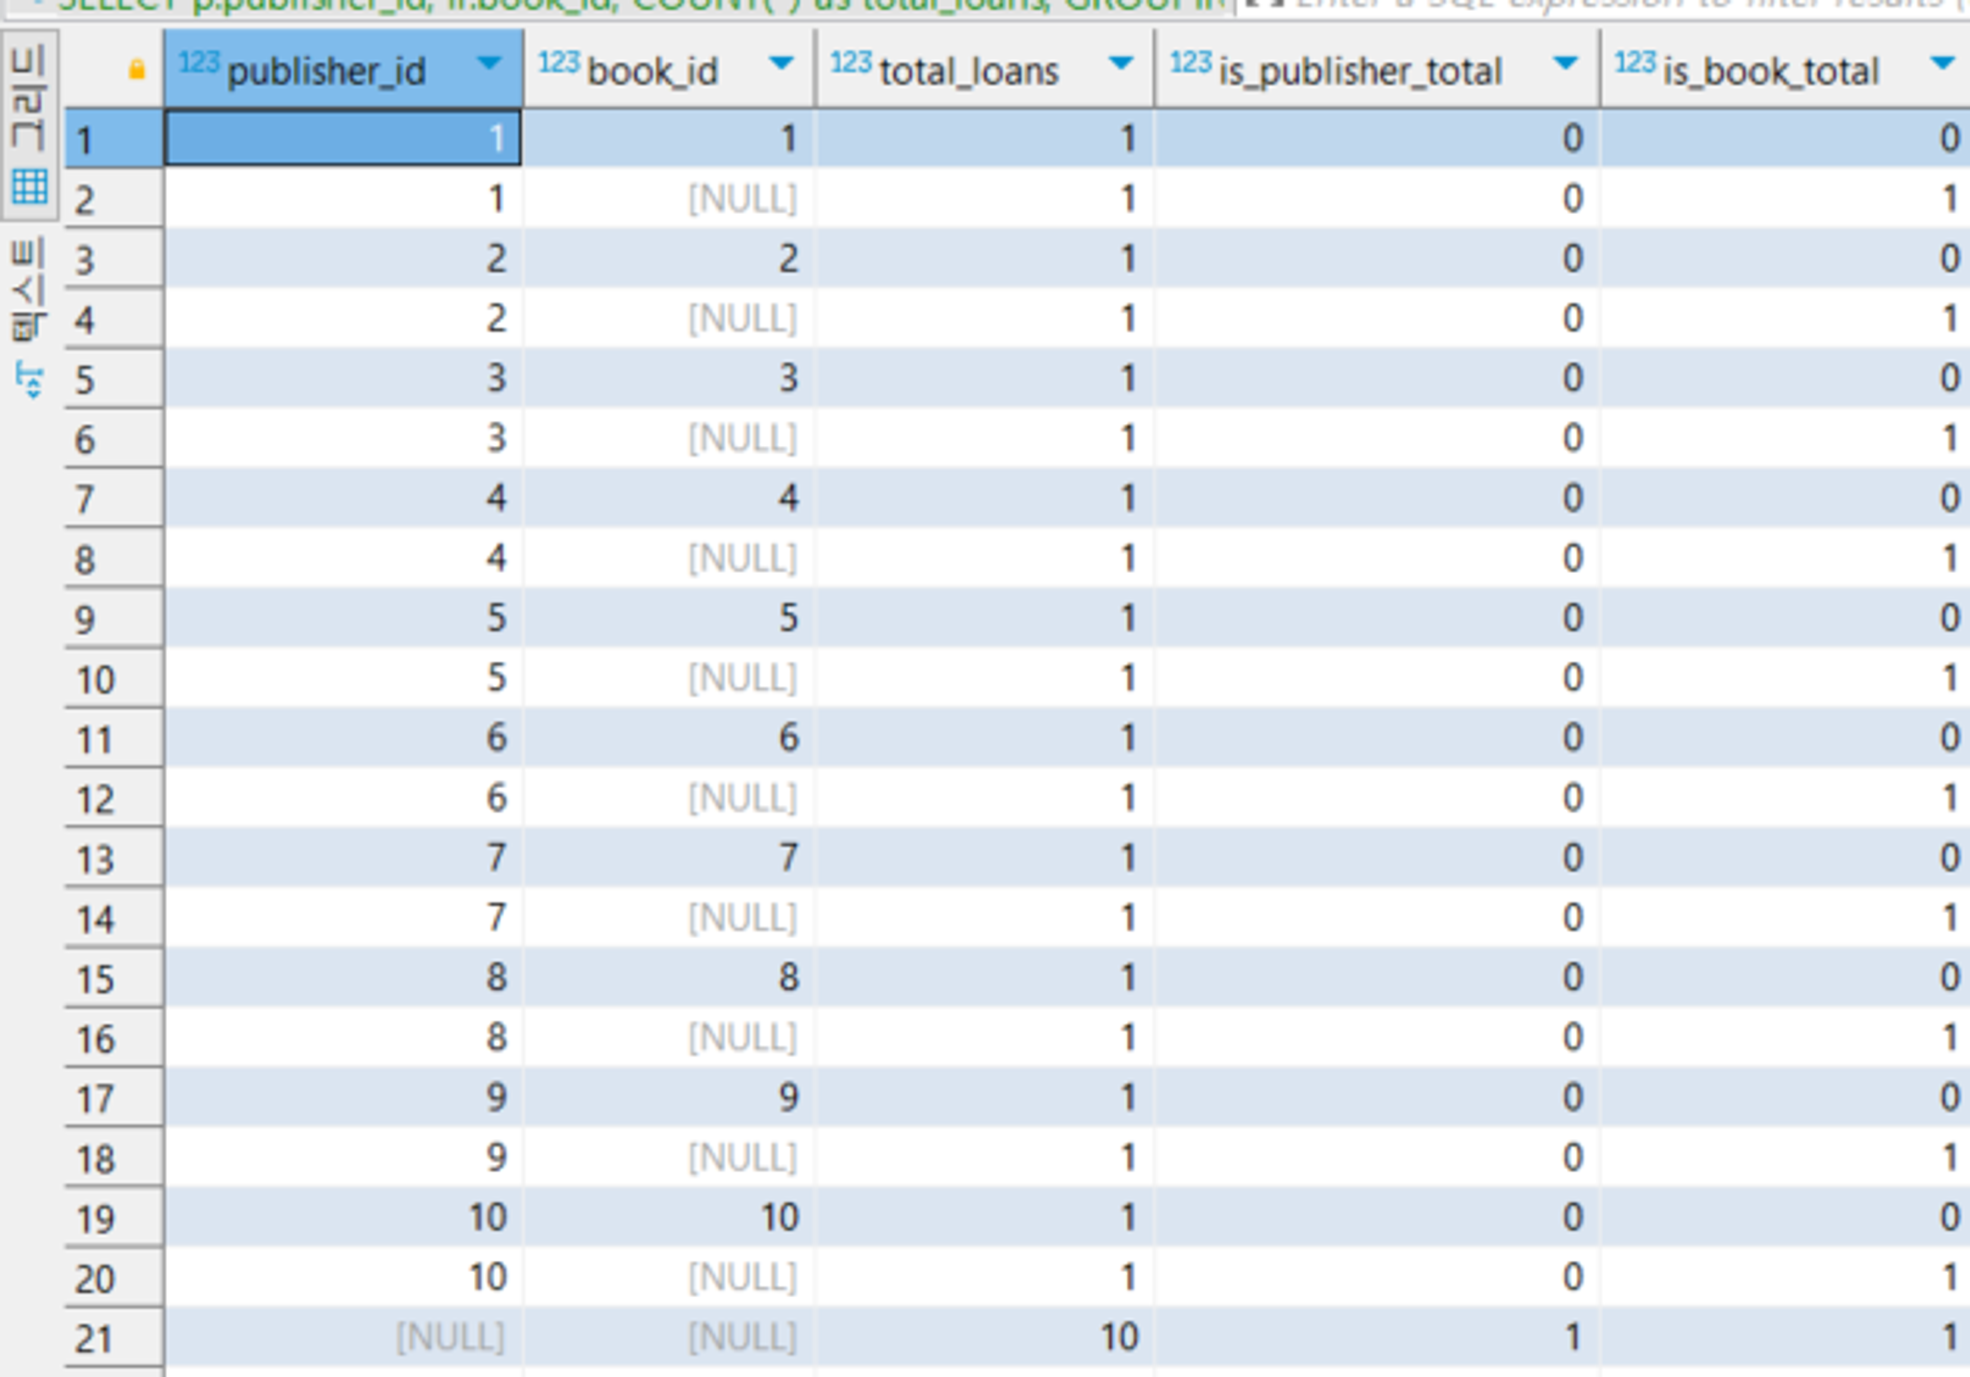 SELECT p.publisher_id, lr.book_id, COUNT(*) as total_loans, GROUPIN Enter a SQL expression to filter results
그리드
텍스트
123 publisher_id 123 book_id 123 total_loans 123 is_publisher_total 123 is_book_total
1 1 1 1 0 0
2 1 [NULL] 1 0 1
3 2 2 1 0 0
4 2 [NULL] 1 0 1
5 3 3 1 0 0
6 3 [NULL] 1 0 1
7 4 4 1 0 0
8 4 [NULL] 1 0 1
9 5 5 1 0 0
10 5 [NULL] 1 0 1
11 6 6 1 0 0
12 6 [NULL] 1 0 1
13 7 7 1 0 0
14 7 [NULL] 1 0 1
15 8 8 1 0 0
16 8 [NULL] 1 0 1
17 9 9 1 0 0
18 9 [NULL] 1 0 1
19 10 10 1 0 0
20 10 [NULL] 1 0 1
21 [NULL] [NULL] 10 1 1